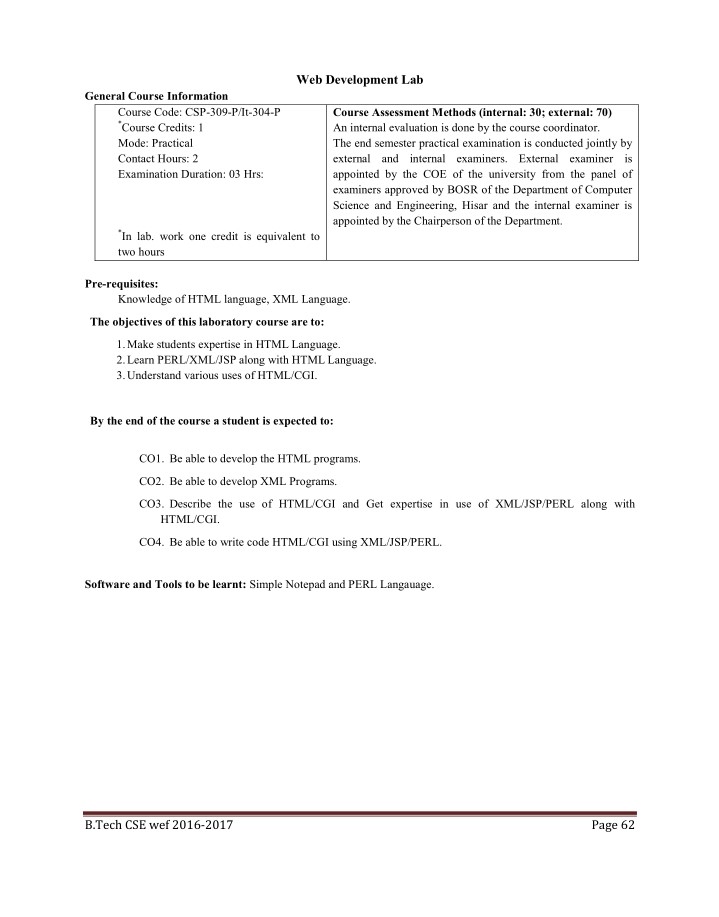 Web Development Lab
General Course Information
Course Code: CSP-309-P/It-304-P
*Course Credits: 1
Mode: Practical
Contact Hours: 2
Examination Duration: 03 Hrs:
*In lab. work one credit is equivalent to
two hours
Course Assessment Methods (internal: 30; external: 70)
An internal evaluation is done by the course coordinator.
The end semester practical examination is conducted jointly by
external and internal examiners. External examiner is
appointed by the COE of the university from the panel of
examiners approved by BOSR of the Department of Computer
Science and Engineering, Hisar and the internal examiner is
appointed by the Chairperson of the Department.
Pre-requisites:
Knowledge of HTML language, XML Language.
The objectives of this laboratory course are to:
1. Make students expertise in HTML Language.
2. Learn PERL/XML/JSP along with HTML Language.
3. Understand various uses of HTML/CGI.
By the end of the course a student is expected to:
CO1. Be able to develop the HTML programs.
CO2. Be able to develop XML Programs.
CO3. Describe the use of HTML/CGI and Get expertise in use of XML/JSP/PERL along with
HTML/CGI.
CO4. Be able to write code HTML/CGI using XML/JSP/PERL.
Software and Tools to be learnt: Simple Notepad and PERL Langauage.
B.Tech CSE wef 2016-2017 Page 62